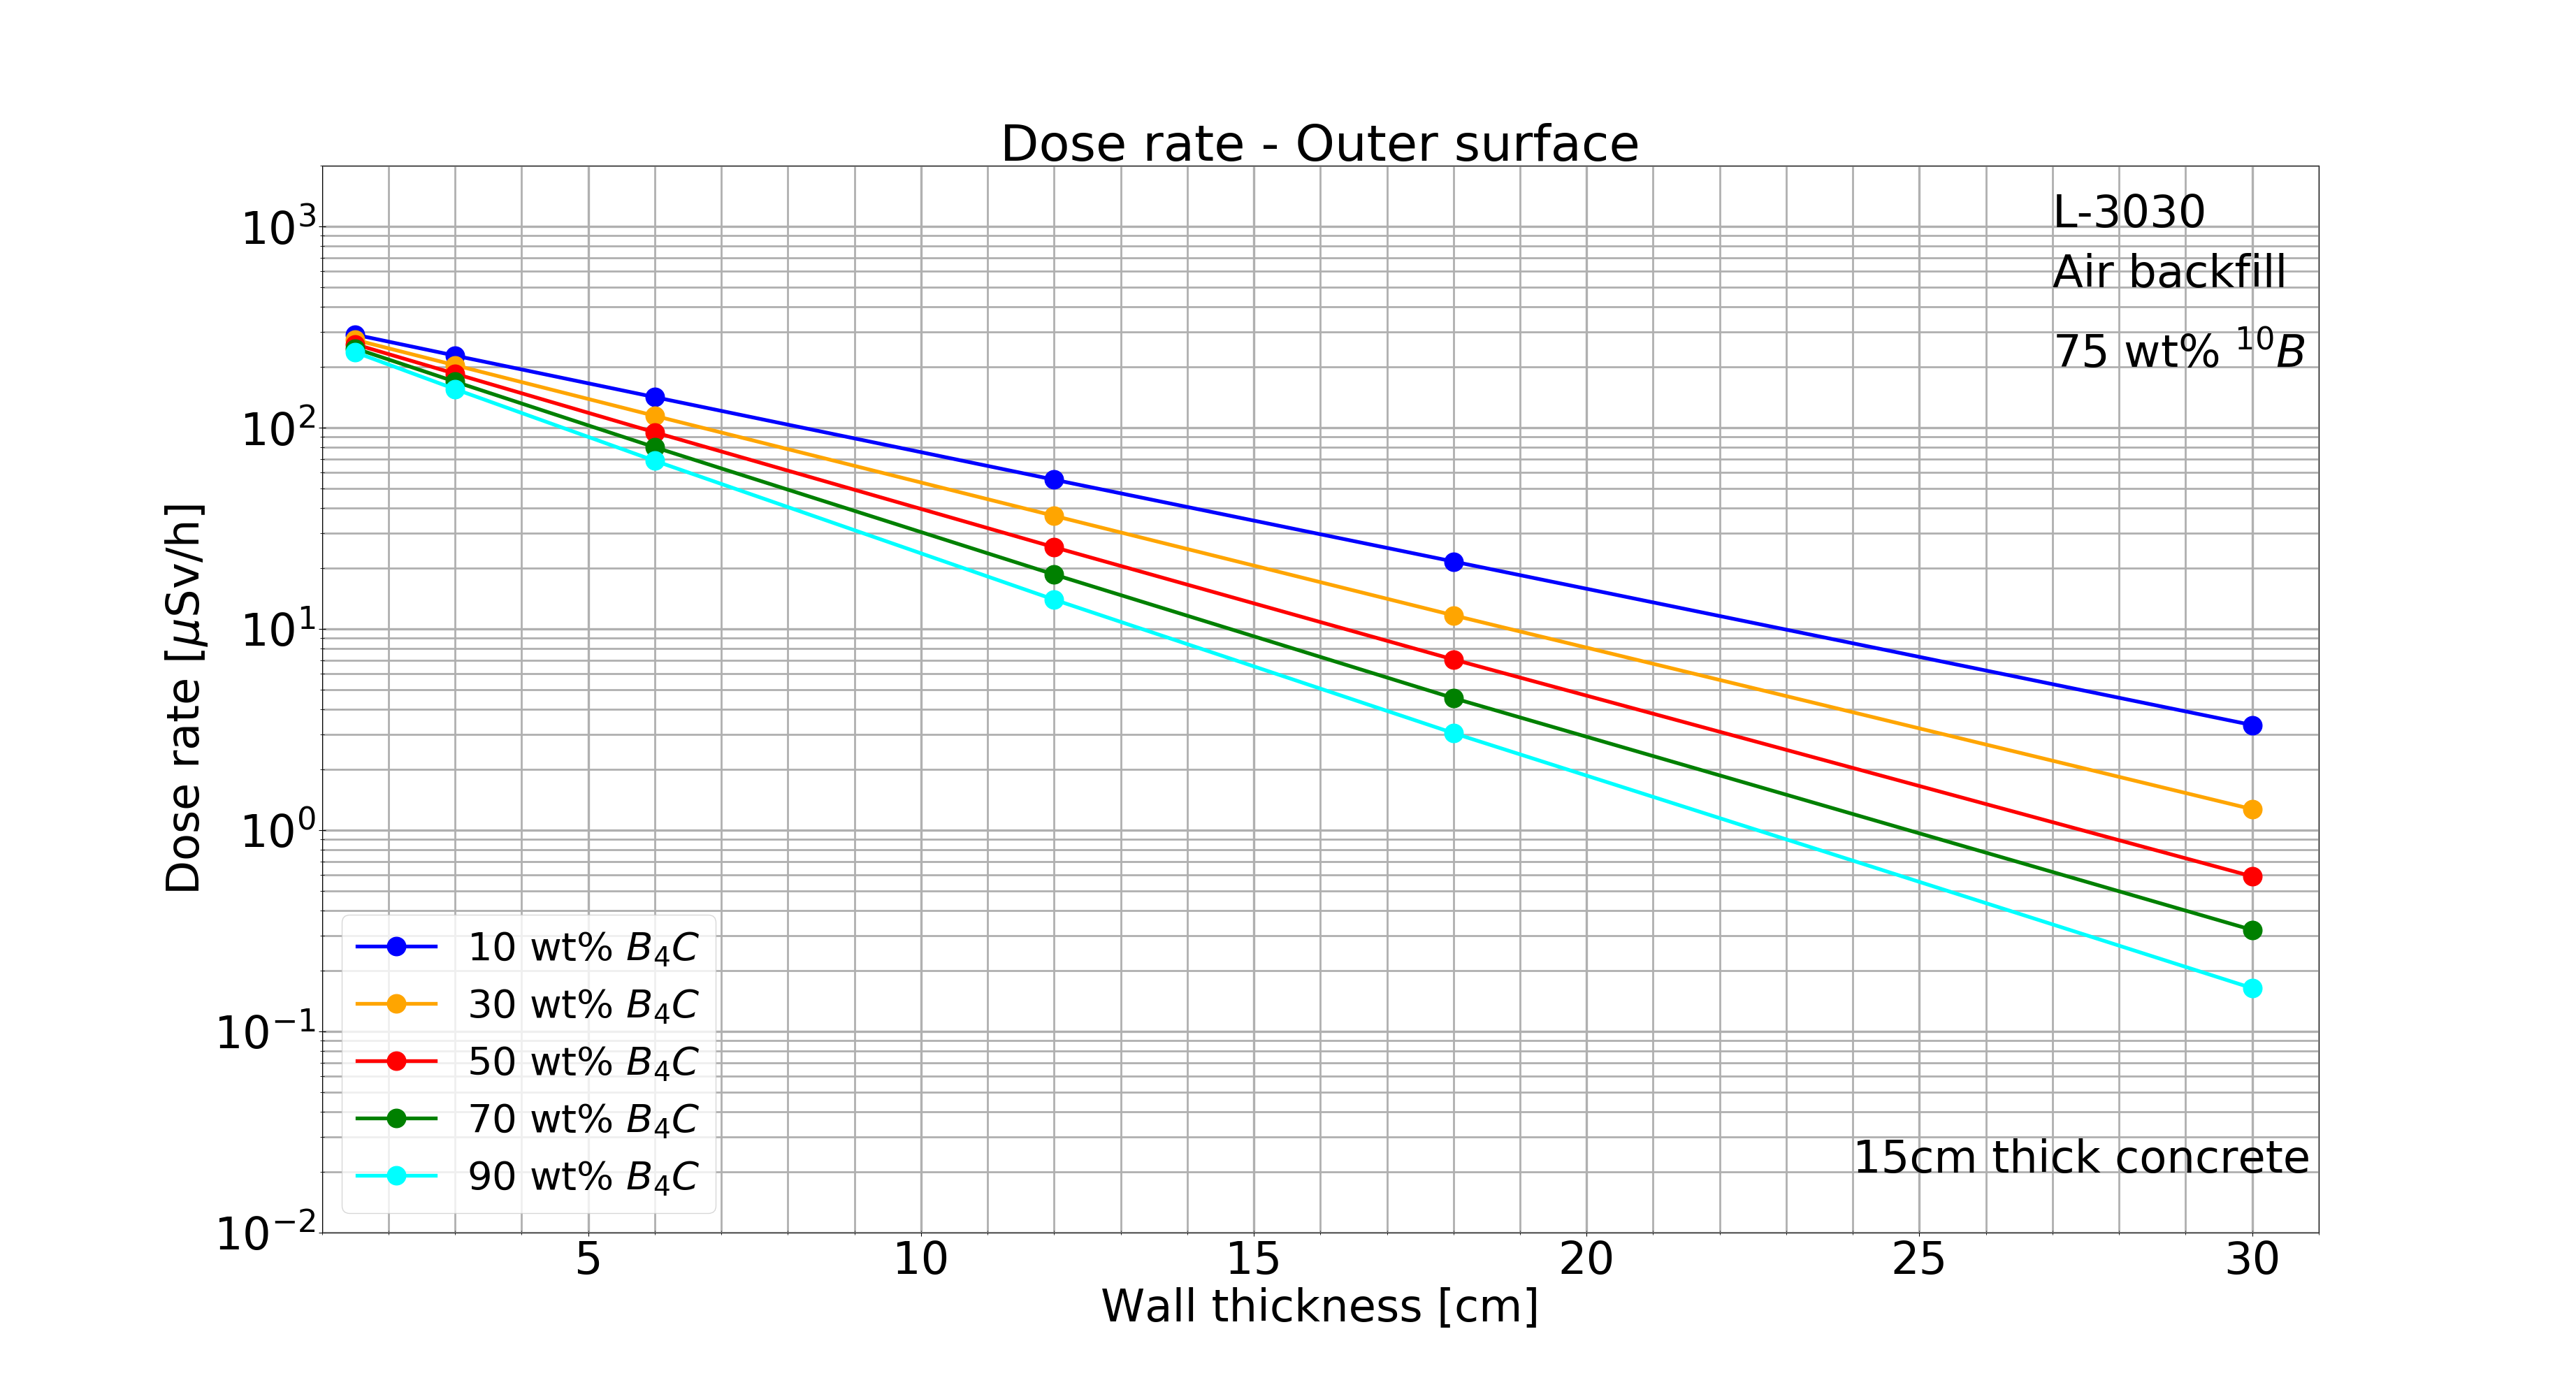 Dose rate - Outer surface
L-3030
Air backfill
75 wt% ¹⁰B
10³
10²
10¹
10⁰
10⁻¹
10⁻²
Dose rate [μSv/h]
10 wt% B₄C
30 wt% B₄C
50 wt% B₄C
70 wt% B₄C
90 wt% B₄C
15cm thick concrete
5 10 15 20 25 30
Wall thickness [cm]